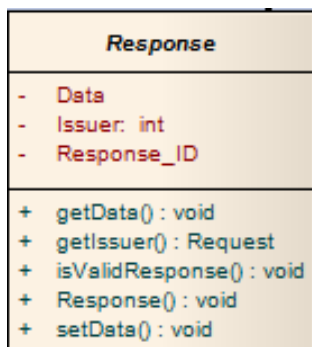 Response
- Data
- Issuer: int
- Response_ID
+ getData() : void
+ getIssuer() : Request
+ isValidResponse() : void
+ Response() : void
+ setData() : void